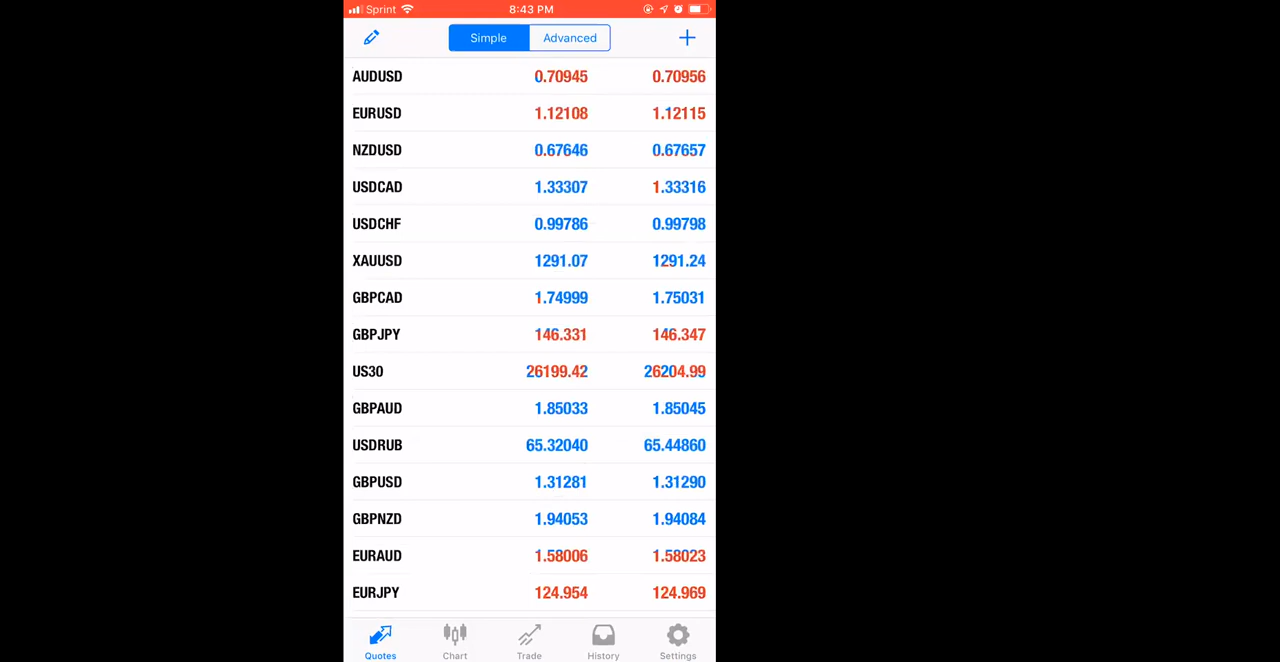 Sprint 8:43 PM
Simple Advanced
AUDUSD 0.70945 0.70956
EURUSD 1.12108 1.12115
NZDUSD 0.67646 0.67657
USDCAD 1.33307 1.33316
USDCHF 0.99786 0.99798
XAUUSD 1291.07 1291.24
GBPCAD 1.74999 1.75031
GBPJPY 146.331 146.347
US30 26199.42 26204.99
GBPAUD 1.85033 1.85045
USDRUB 65.32040 65.44860
GBPUSD 1.31281 1.31290
GBPNZD 1.94053 1.94084
EURAUD 1.58006 1.58023
EURJPY 124.954 124.969
Quotes Chart Trade History Settings